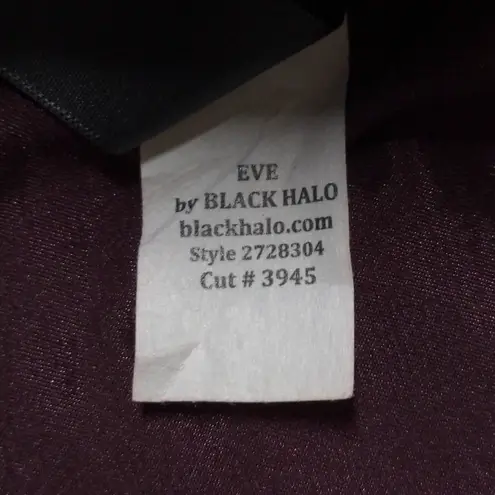 EVE
by BLACK HALO
blackhalo.com
Style 2728304
Cut # 3945